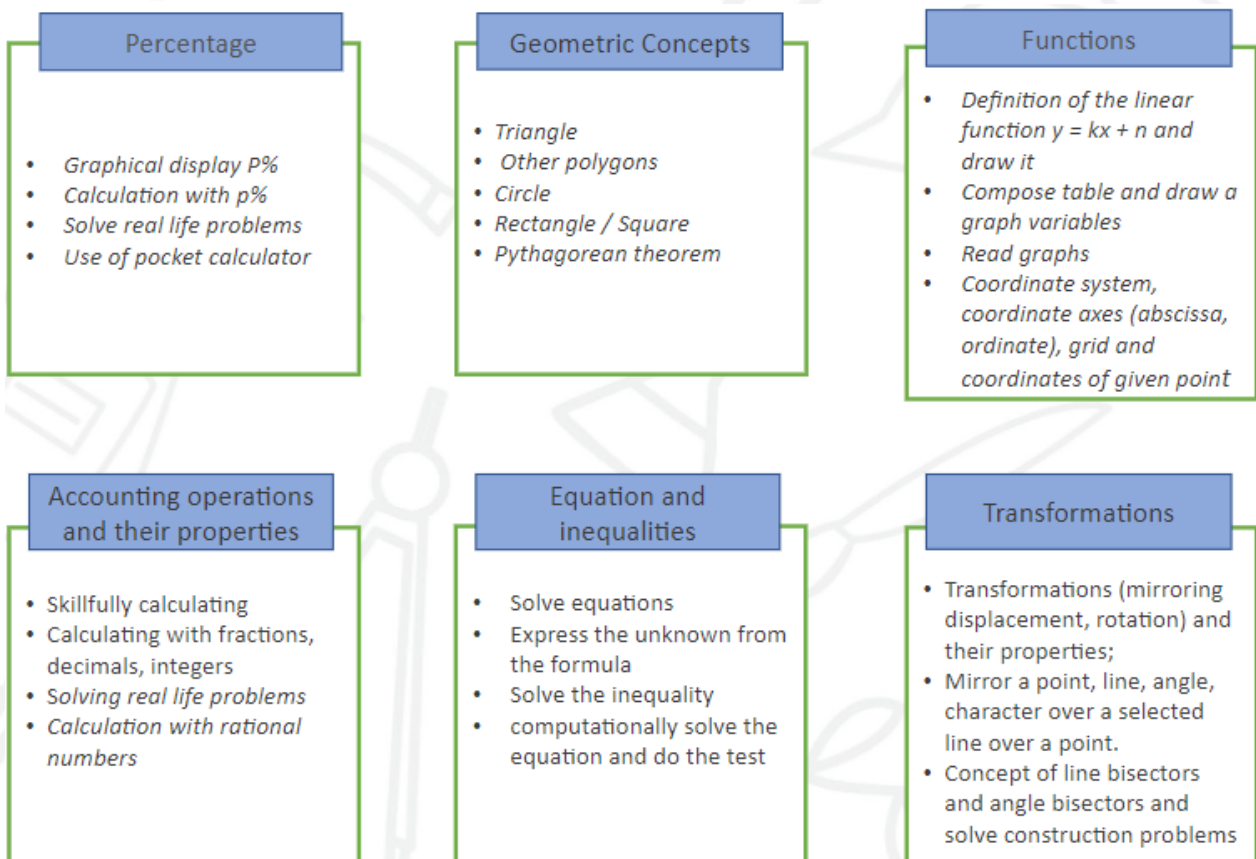 Percentage
• Graphical display P%
• Calculation with p%
• Solve real life problems
• Use of pocket calculator
Geometric Concepts
• Triangle
• Other polygons
• Circle
• Rectangle / Square
• Pythagorean theorem
Functions
• Definition of the linear
function y = kx + n and
draw it
• Compose table and draw a
graph variables
• Read graphs
• Coordinate system,
coordinate axes (abscissa,
ordinate), grid and
coordinates of given point
Accounting operations
and their properties
• Skillfully calculating
• Calculating with fractions,
decimals, integers
• Solving real life problems
• Calculation with rational
numbers
Equation and
inequalities
• Solve equations
• Express the unknown from
the formula
• Solve the inequality
• computationally solve the
equation and do the test
Transformations
• Transformations (mirroring
displacement, rotation) and
their properties;
• Mirror a point, line, angle,
character over a selected
line over a point.
• Concept of line bisectors
and angle bisectors and
solve construction problems